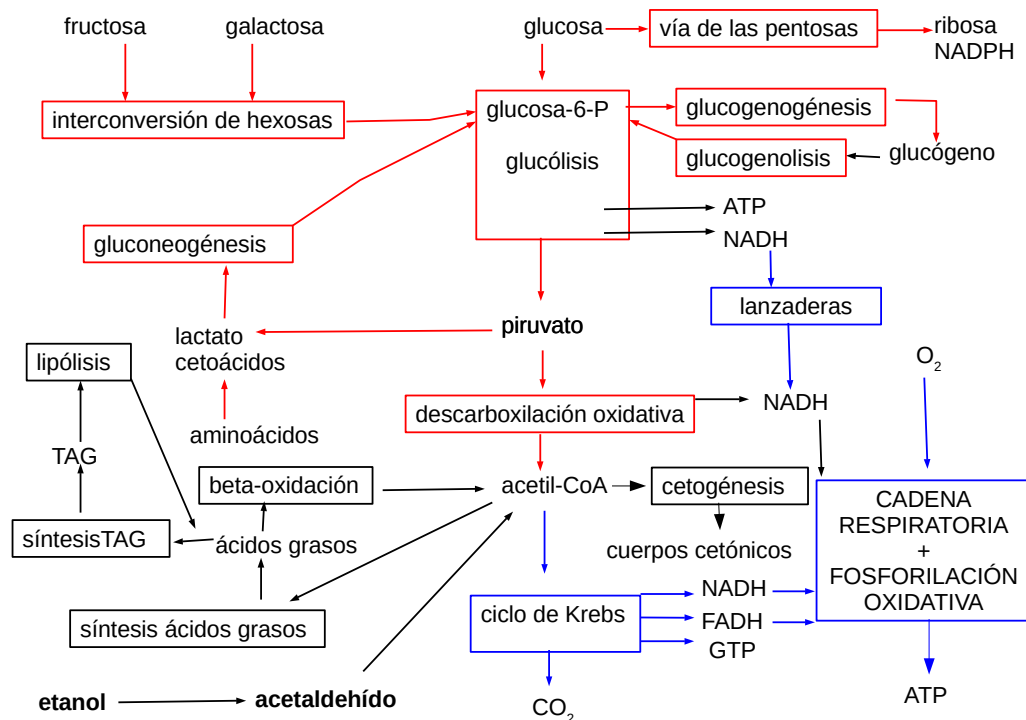 fructosa
galactosa
glucosa
vía de las pentosas
ribosa
NADPH
interconversión de hexosas
glucosa-6-P
glucólisis
glucogenogénesis
glucogenolisis
glucógeno
ATP
NADH
gluconeogénesis
lanzaderas
lactato
cetoácidos
piruvato
O2
lipólisis
descarboxilación oxidativa
NADH
aminoácidos
TAG
beta-oxidación
acetil-CoA
cetogénesis
CADENA
RESPIRATORIA
+
FOSFORILACIÓN
OXIDATIVA
síntesisTAG
ácidos grasos
cuerpos cetónicos
síntesis ácidos grasos
ciclo de Krebs
NADH
FADH
GTP
etanol
acetaldehído
CO2
ATP